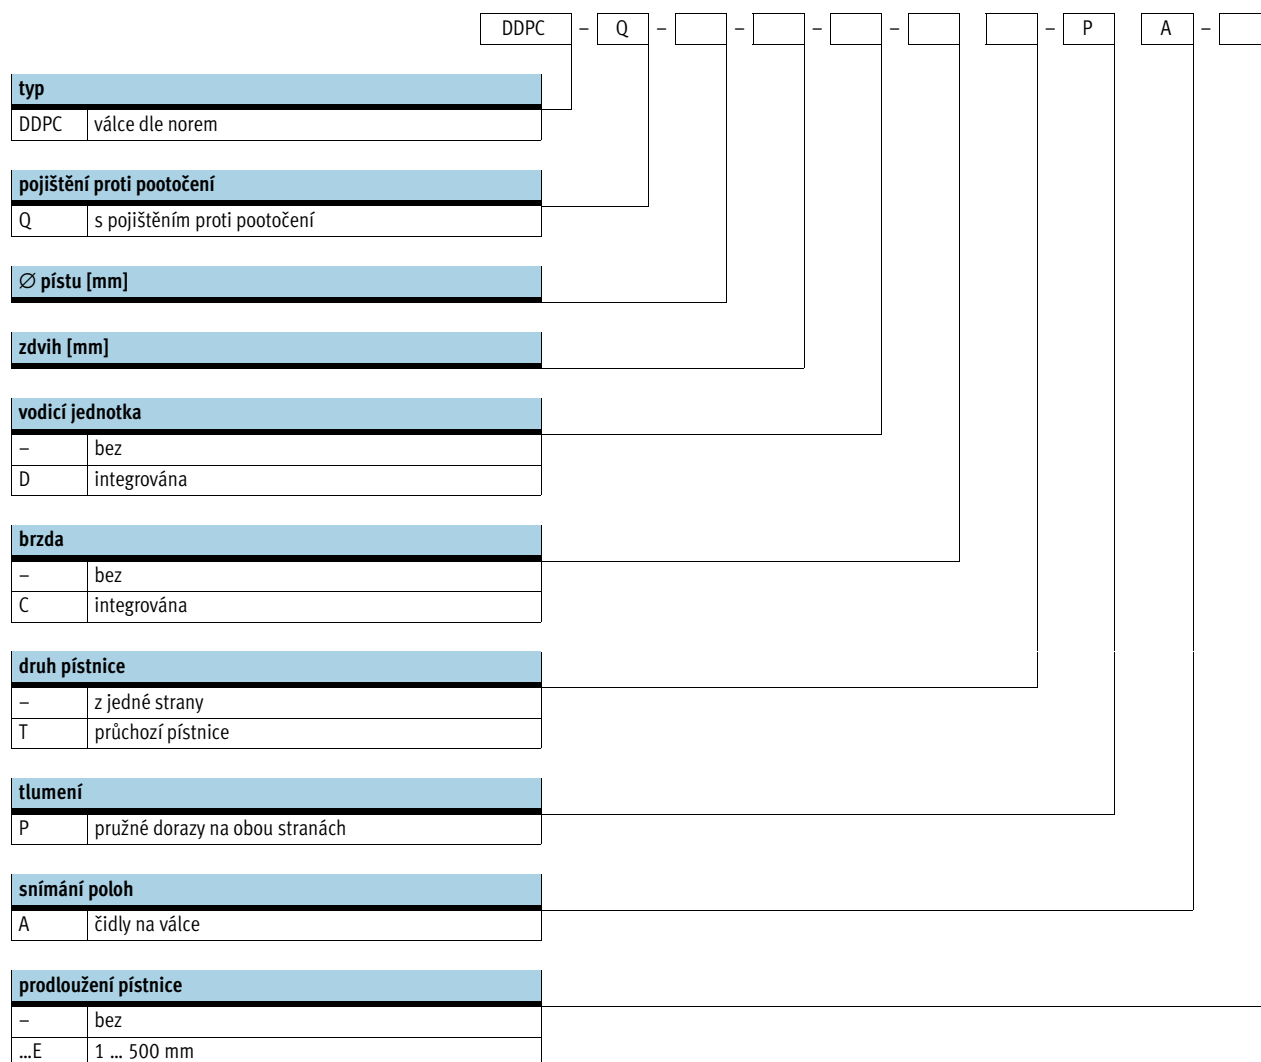 DDPC – Q – – – – – P A –
typ
DDPC válce dle norem
pojištění proti pootočení
Q s pojištěním proti pootočení
∅ pístu [mm]
zdvih [mm]
vodicí jednotka
– bez
D integrována
brzda
– bez
C integrována
druh pístnice
– z jedné strany
T průchozí pístnice
tlumení
P pružné dorazy na obou stranách
snímání poloh
A čidly na válce
prodloužení pístnice
– bez
...E 1 ... 500 mm